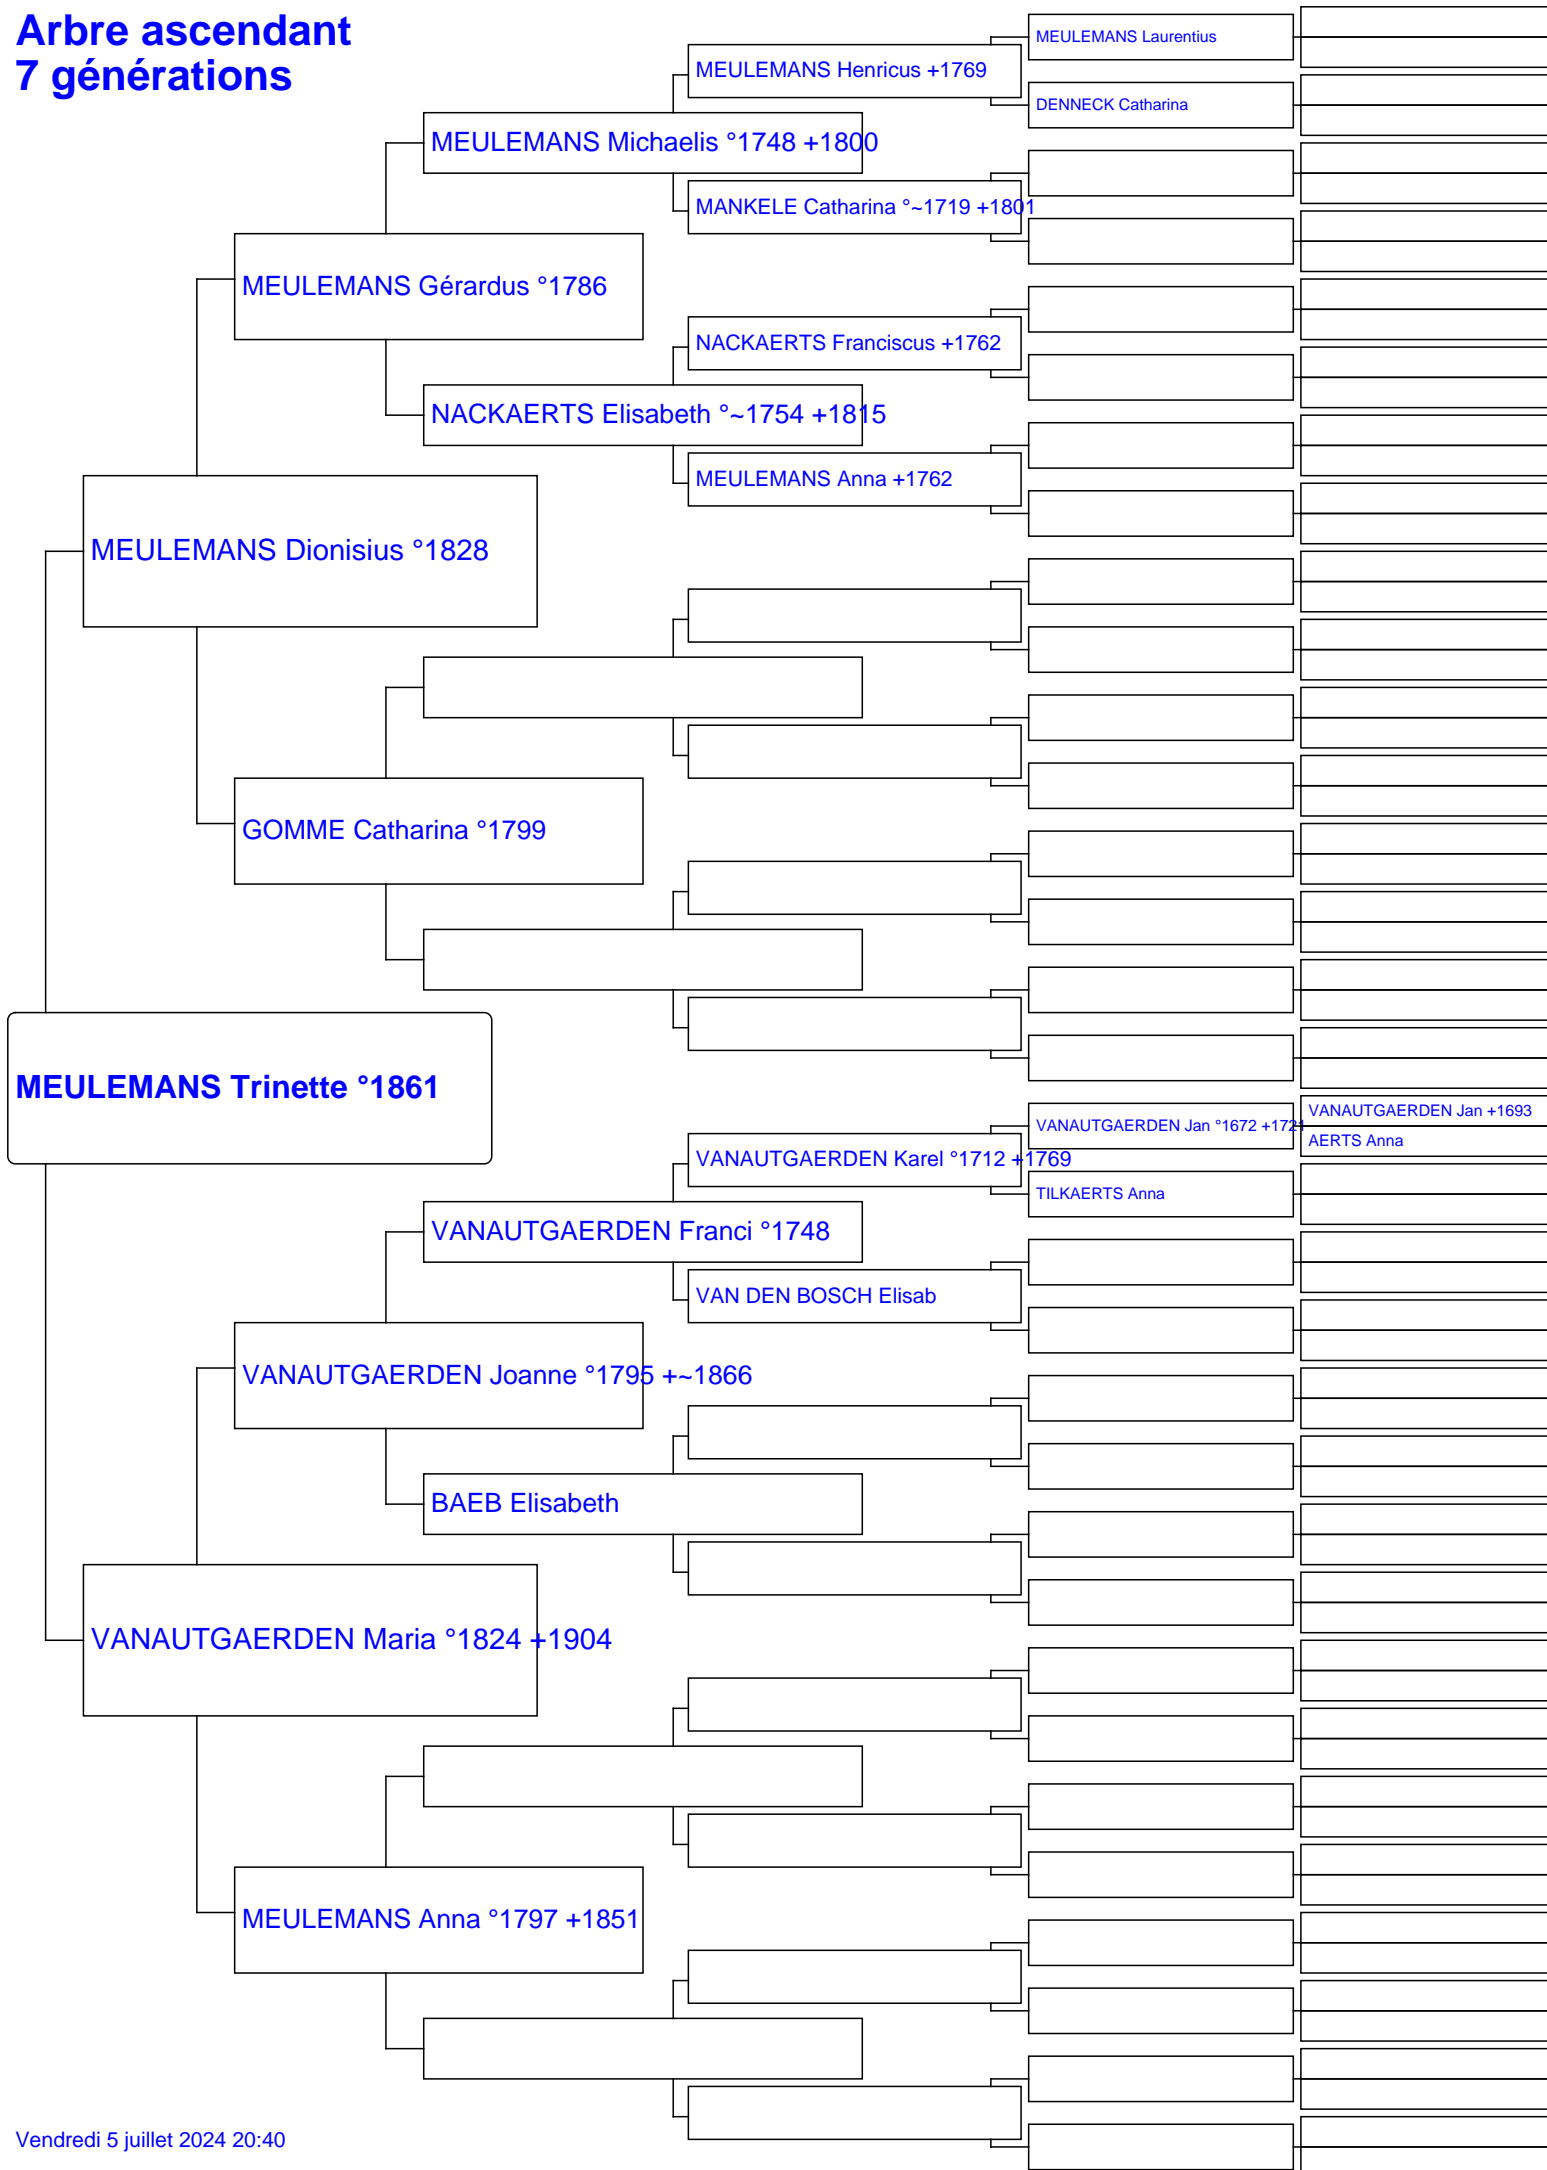 Arbre ascendant
7 générations
MEULEMANS Laurentius
MEULEMANS Henricus +1769
DENNECK Catharina
MEULEMANS Michaelis °1748 +1800
MANKELE Catharina °~1719 +1801
MEULEMANS Gérardus °1786
NACKAERTS Franciscus +1762
NACKAERTS Elisabeth °~1754 +1815
MEULEMANS Anna +1762
MEULEMANS Dionisius °1828
GOMME Catharina °1799
MEULEMANS Trinette °1861
VANAUTGAERDEN Jan +1693
VANAUTGAERDEN Jan °1672 +1721
AERTS Anna
VANAUTGAERDEN Karel °1712 +1769
TILKAERTS Anna
VANAUTGAERDEN Franci °1748
VAN DEN BOSCH Elisab
VANAUTGAERDEN Joanne °1795 +~1866
BAEB Elisabeth
VANAUTGAERDEN Maria °1824 +1904
MEULEMANS Anna °1797 +1851
Vendredi 5 juillet 2024 20:40